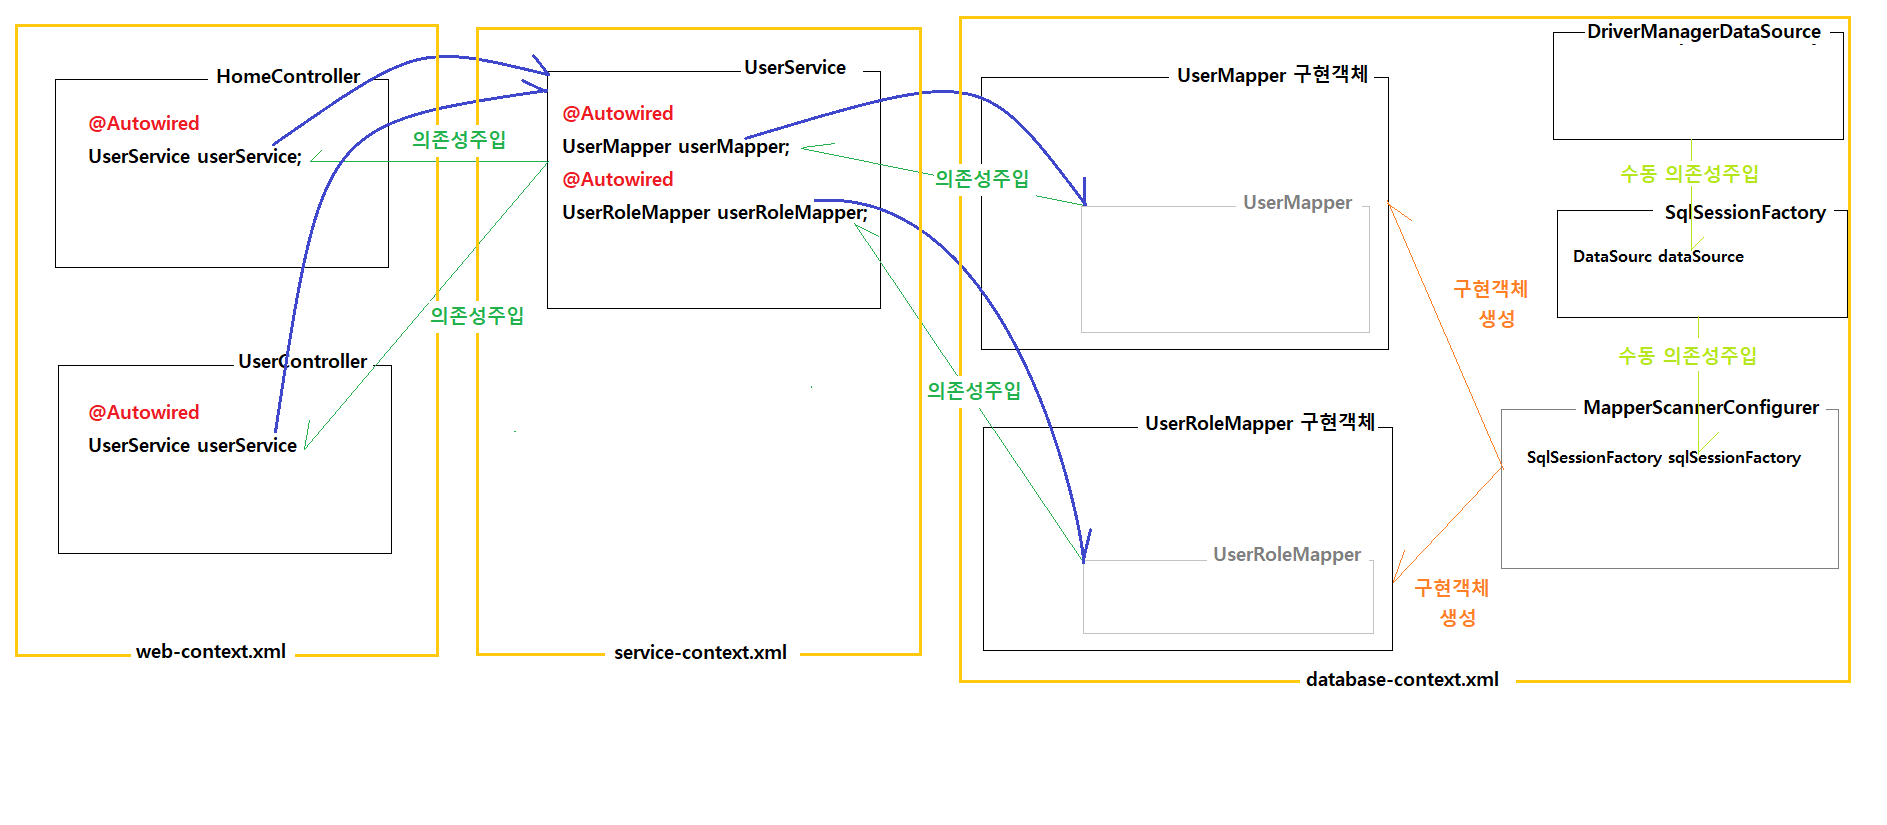 HomeController
@Autowired
UserService userService;
의존성주입
UserController
@Autowired
UserService userService
의존성주입
web-context.xml
UserService
@Autowired
UserMapper userMapper;
@Autowired
UserRoleMapper userRoleMapper;
service-context.xml
의존성주입
의존성주입
UserMapper 구현객체
UserMapper
UserRoleMapper 구현객체
UserRoleMapper
구현객체
생성
구현객체
생성
DriverManagerDataSource
수동 의존성주입
SqlSessionFactory
DataSourc dataSource
수동 의존성주입
MapperScannerConfigurer
SqlSessionFactory sqlSessionFactory
database-context.xml